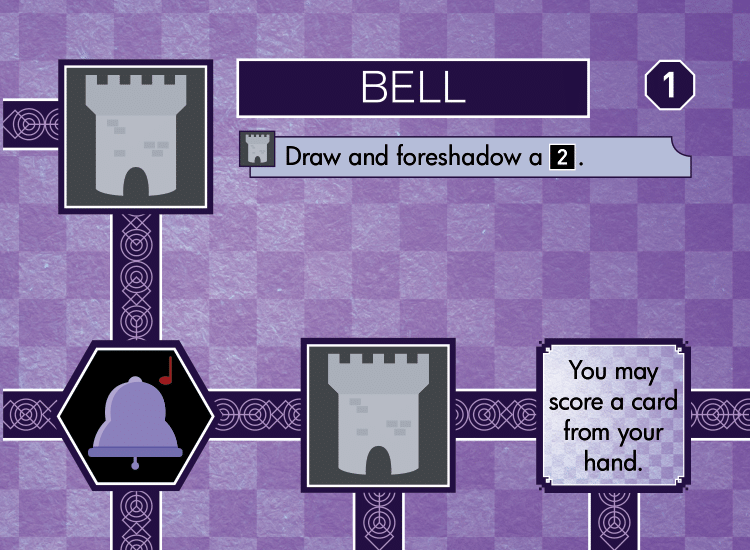 BELL
1
Draw and foreshadow a 2.
You may
score a card
from your
hand.